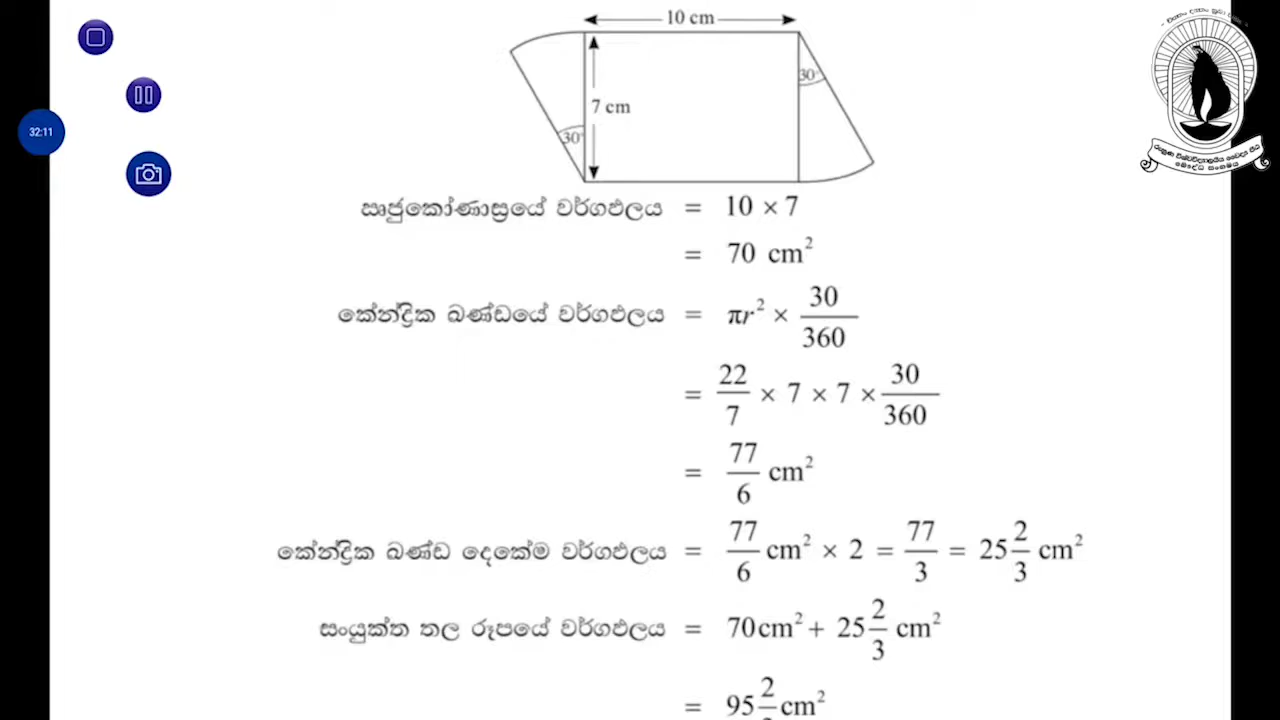 10 cm
30°
7 cm
30°
32:11
ඍජුකෝණාස්‍රයේ වර්ගඵලය = 10 × 7
= 70 cm²
කේන්ද්‍රික ඛණ්ඩයේ වර්ගඵලය = πr² × 30/360
= 22/7 × 7 × 7 × 30/360
= 77/6 cm²
කේන්ද්‍රික ඛණ්ඩ දෙකේම වර්ගඵලය = 77/6 cm² × 2 = 77/3 = 25 2/3 cm²
සංයුක්ත තල රූපයේ වර්ගඵලය = 70cm² + 25 2/3 cm²
= 95 2/3 cm²